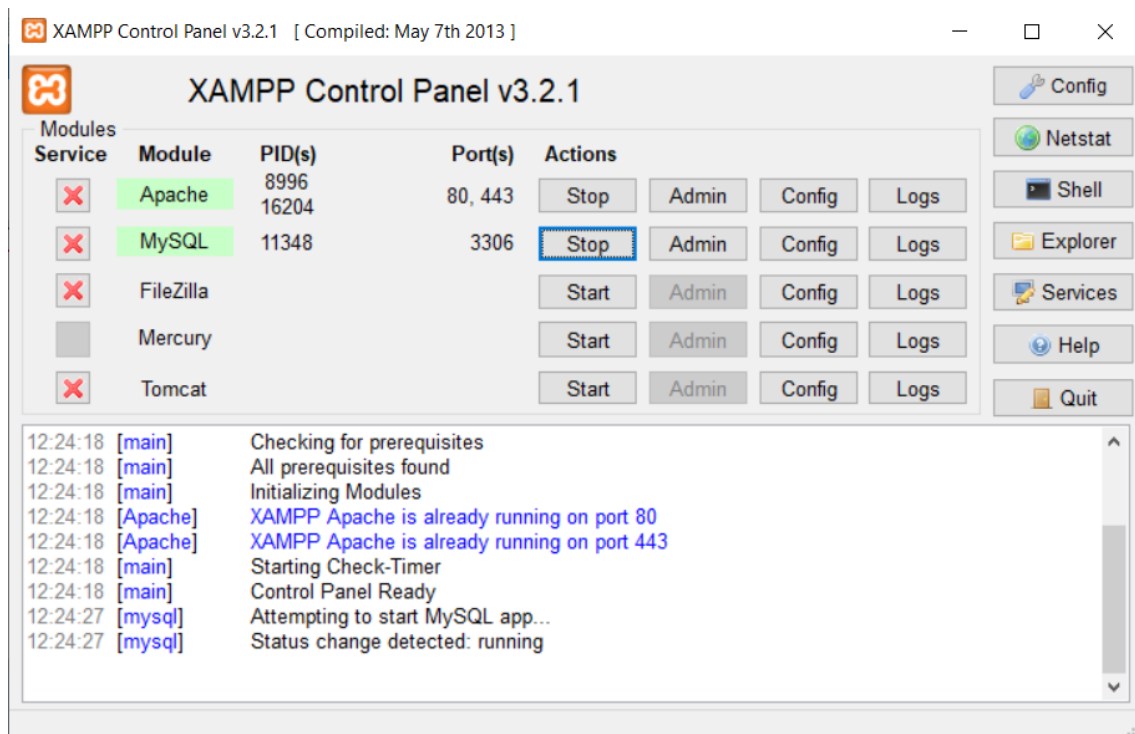 XAMPP Control Panel v3.2.1 [ Compiled: May 7th 2013 ]
XAMPP Control Panel v3.2.1
Config
Netstat
Shell
Explorer
Services
Help
Quit
Modules
Service Module PID(s) Port(s) Actions
Apache 8996 16204 80, 443 Stop Admin Config Logs
MySQL 11348 3306 Stop Admin Config Logs
FileZilla Start Admin Config Logs
Mercury Start Admin Config Logs
Tomcat Start Admin Config Logs
12:24:18 [main] Checking for prerequisites
12:24:18 [main] All prerequisites found
12:24:18 [main] Initializing Modules
12:24:18 [Apache] XAMPP Apache is already running on port 80
12:24:18 [Apache] XAMPP Apache is already running on port 443
12:24:18 [main] Starting Check-Timer
12:24:18 [main] Control Panel Ready
12:24:27 [mysql] Attempting to start MySQL app...
12:24:27 [mysql] Status change detected: running